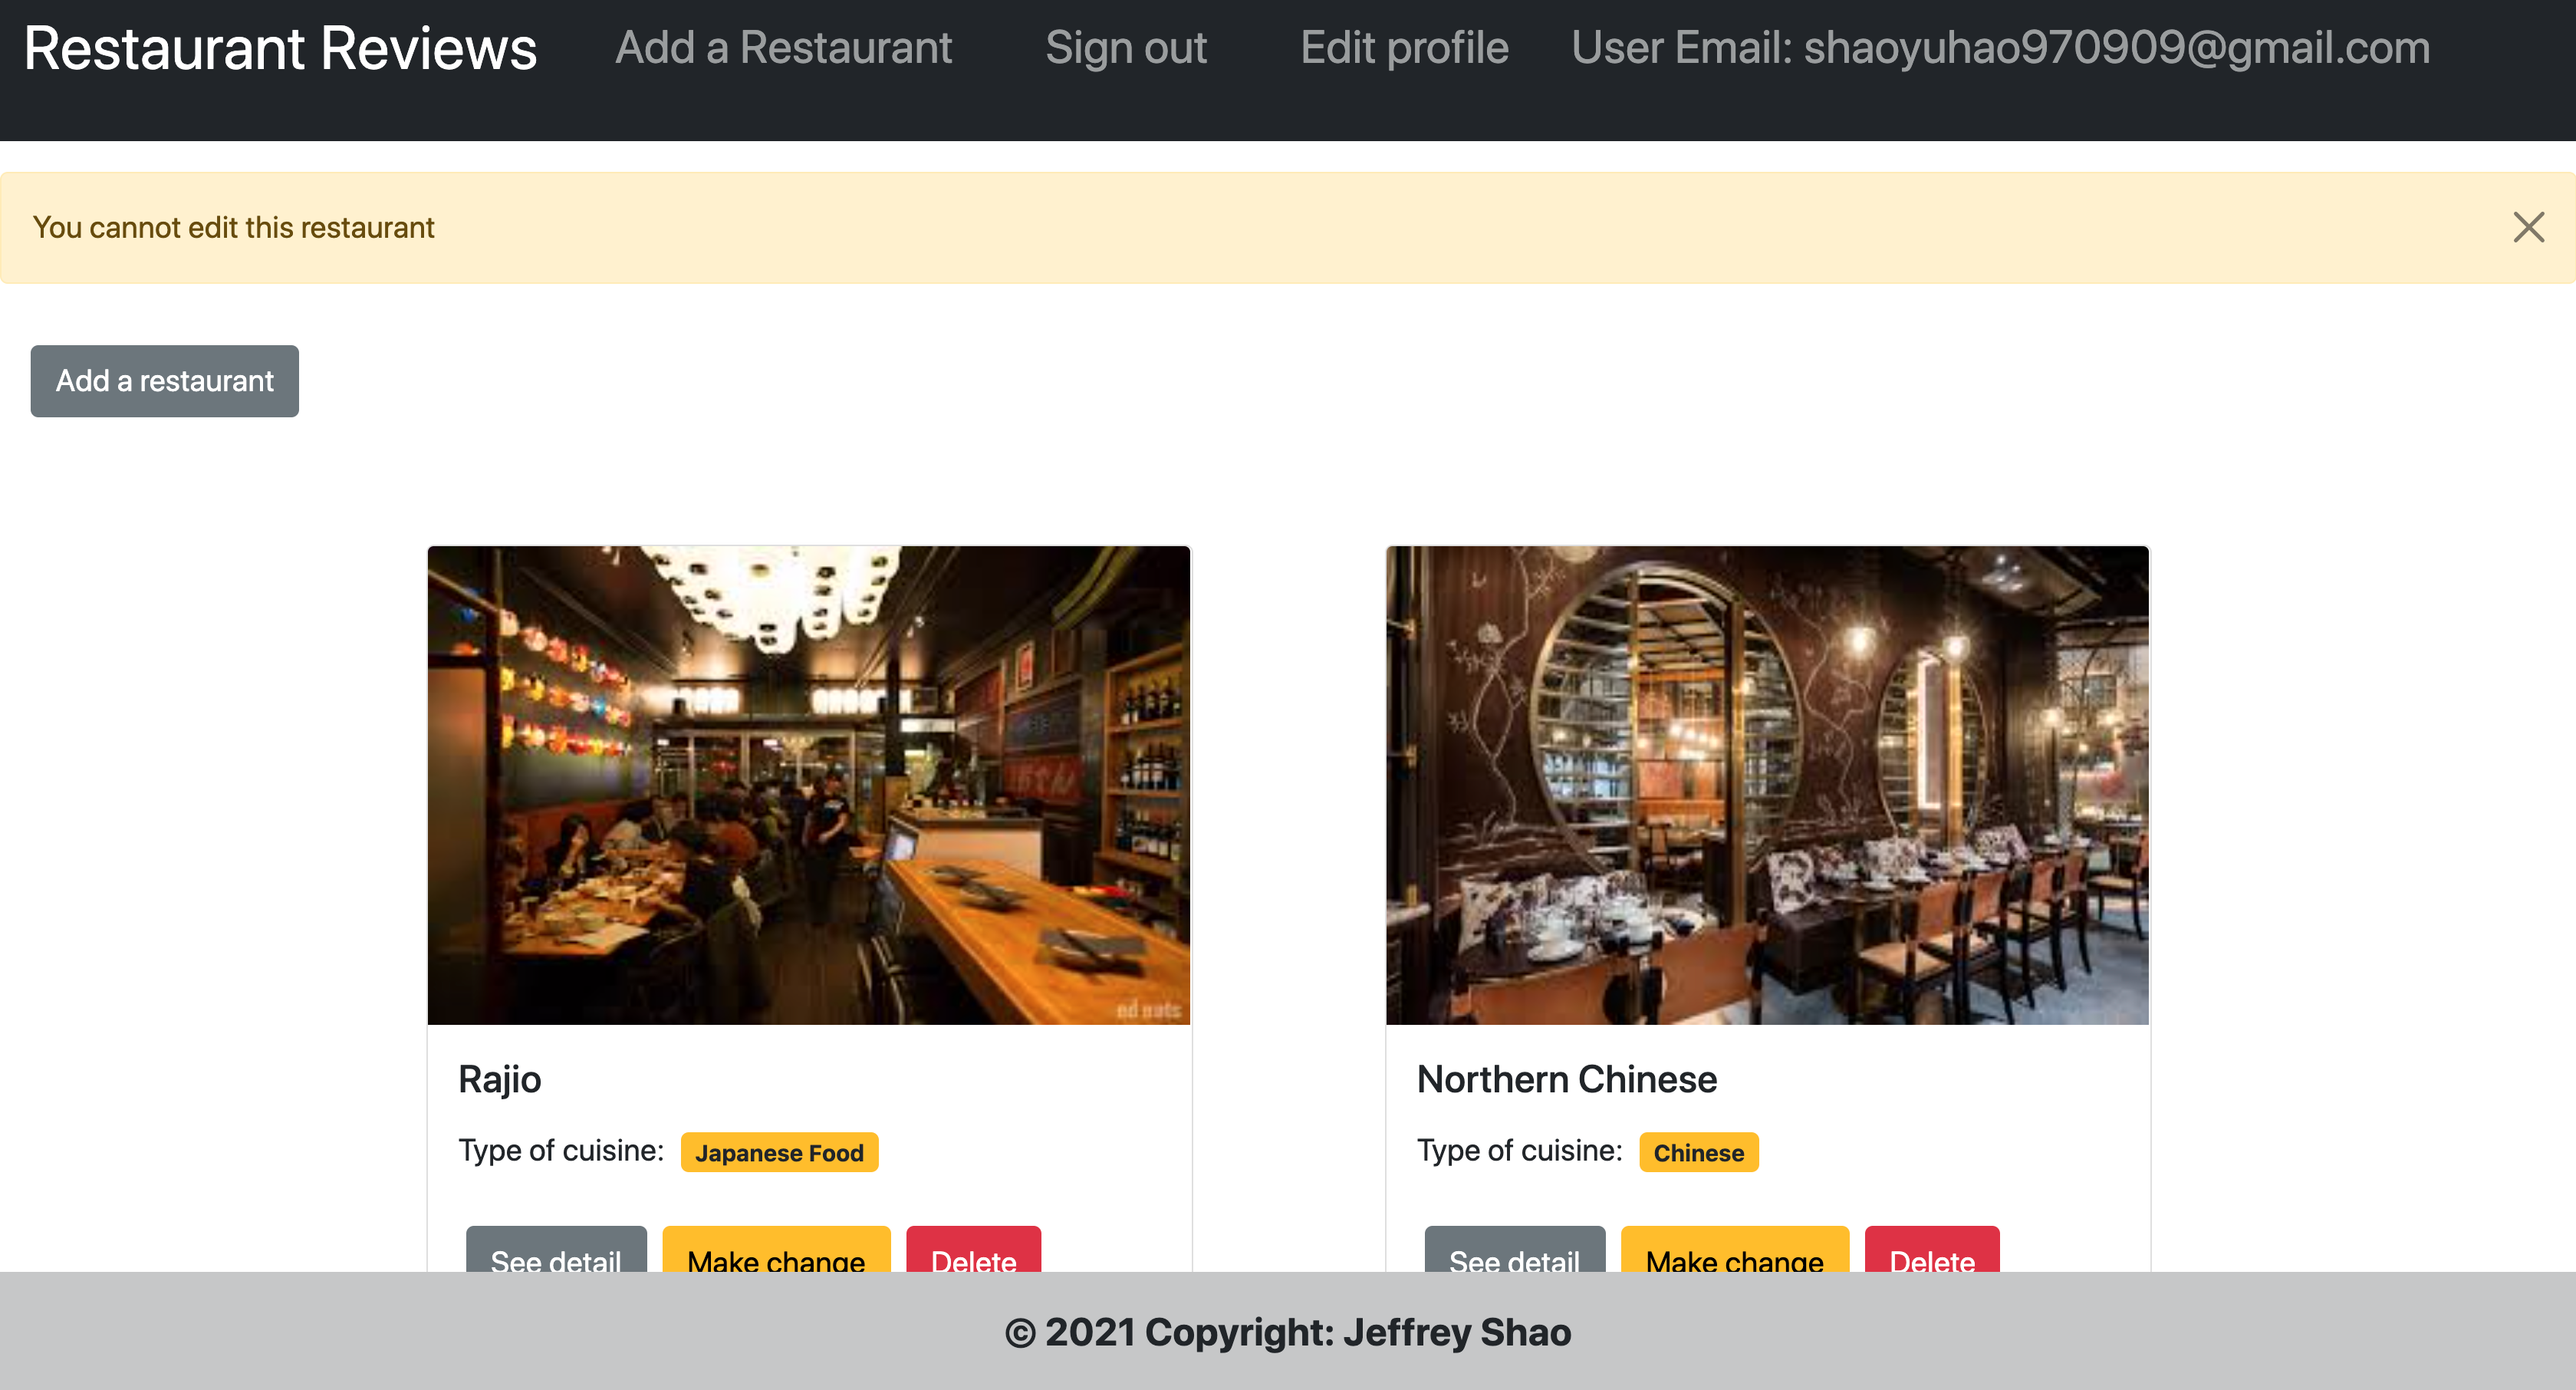 Restaurant Reviews Add a Restaurant Sign out Edit profile User Email: shaoyuhao970909@gmail.com
You cannot edit this restaurant
Add a restaurant
ed eats
Rajio
Type of cuisine: Japanese Food
See detail Make change Delete
Northern Chinese
Type of cuisine: Chinese
See detail Make change Delete
© 2021 Copyright: Jeffrey Shao